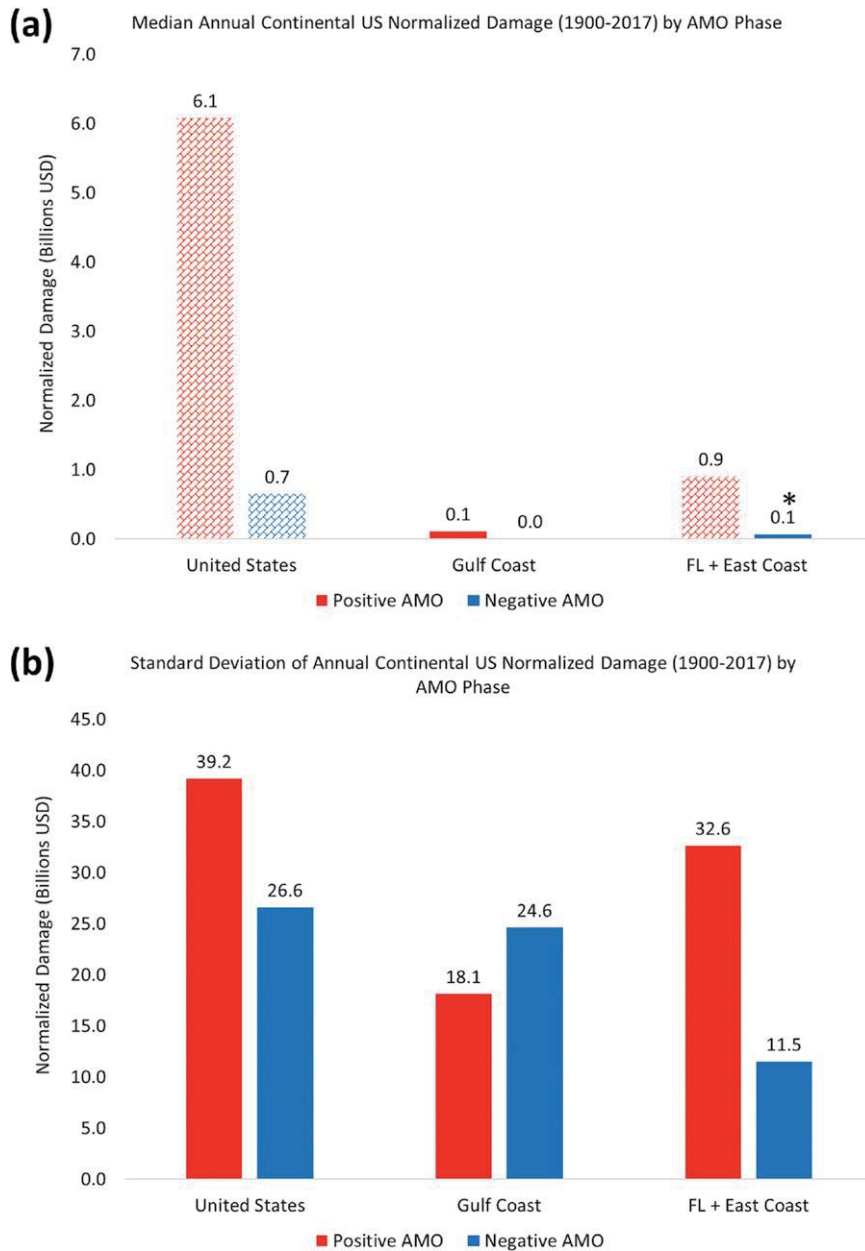 (a)
Median Annual Continental US Normalized Damage (1900-2017) by AMO Phase
Normalized Damage (Billions USD)
7.0
6.0
5.0
4.0
3.0
2.0
1.0
0.0
6.1
0.7
0.1
0.0
0.9
*
0.1
United States
Gulf Coast
FL + East Coast
Positive AMO
Negative AMO
(b)
Standard Deviation of Annual Continental US Normalized Damage (1900-2017) by
AMO Phase
Normalized Damage (Billions USD)
45.0
40.0
35.0
30.0
25.0
20.0
15.0
10.0
5.0
0.0
39.2
26.6
18.1
24.6
32.6
11.5
United States
Gulf Coast
FL + East Coast
Positive AMO
Negative AMO